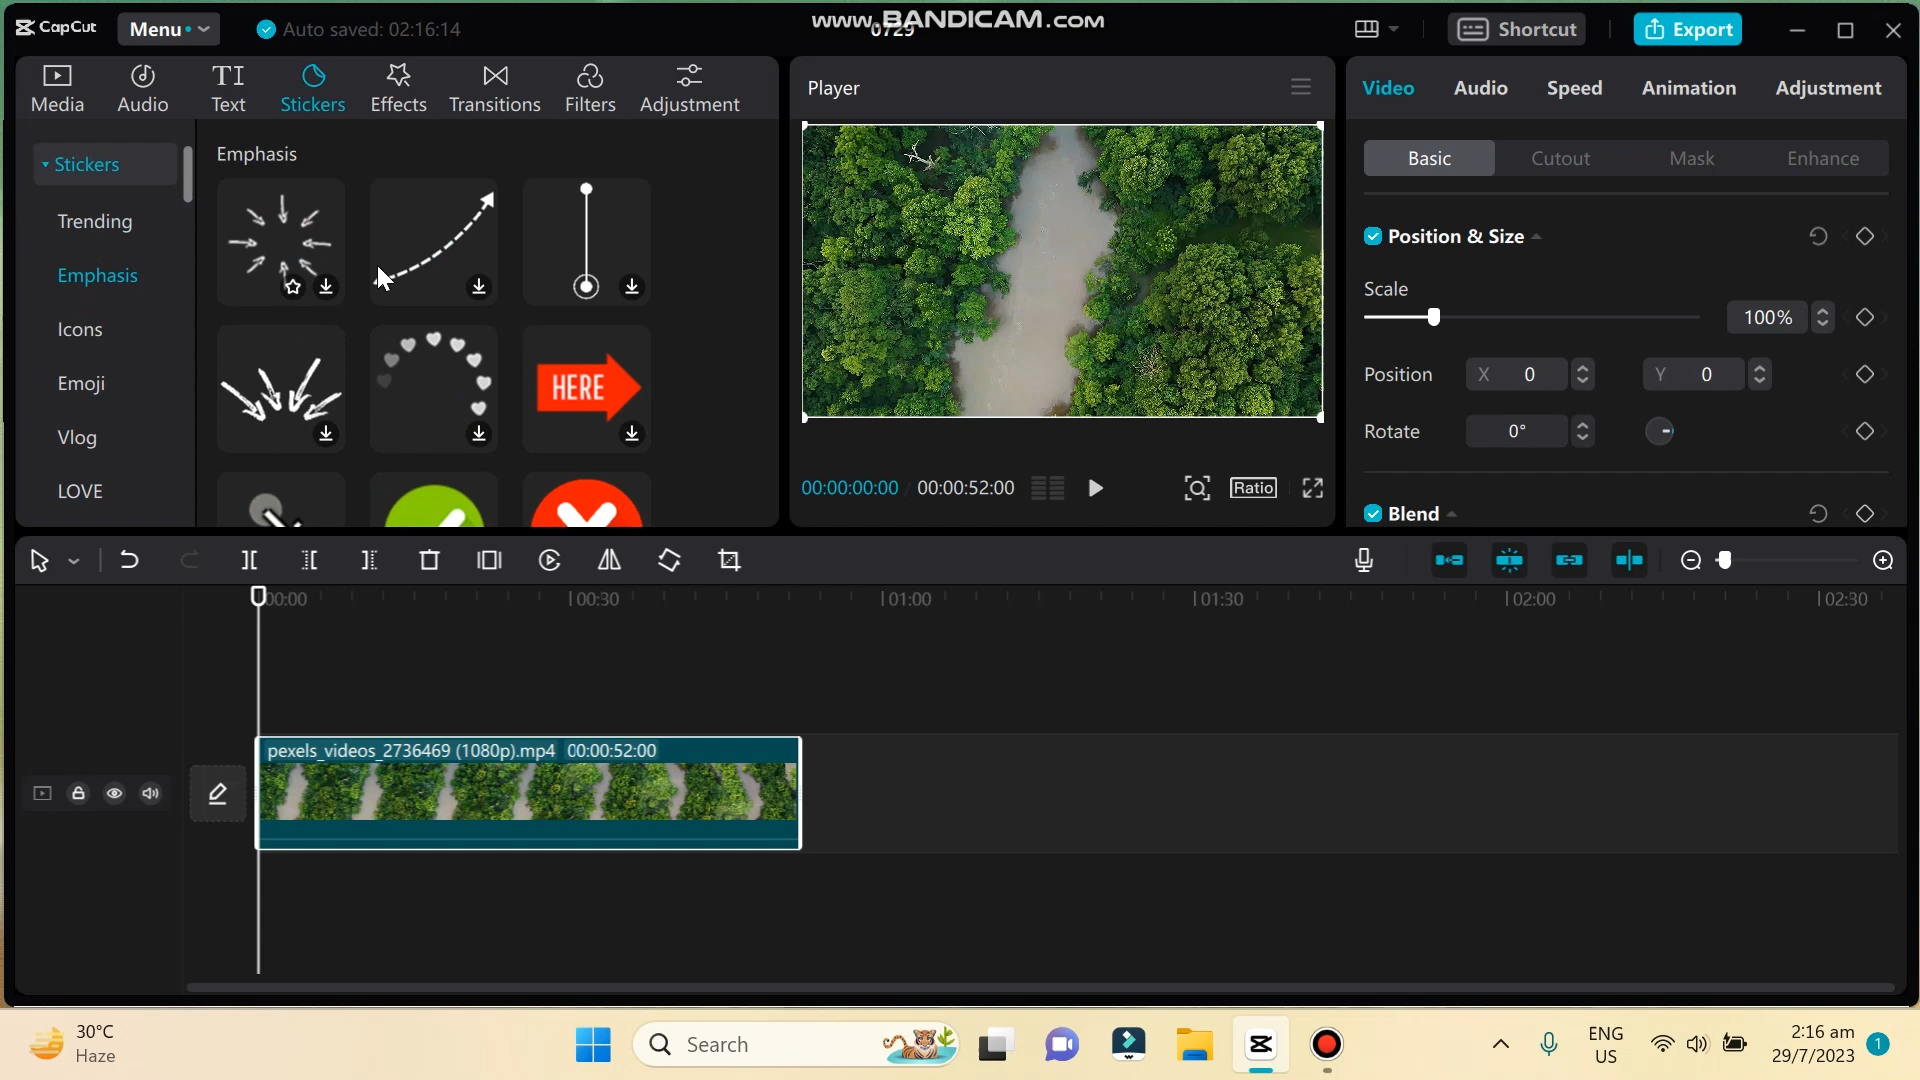 CapCut
Menu
Auto saved: 02:16:14
www.BANDICAM.com
0729
Shortcut
Export
Media
Audio
Text
Stickers
Effects
Transitions
Filters
Adjustment
Stickers
Trending
Emphasis
Icons
Emoji
Vlog
LOVE
Emphasis
HERE
Player
00:00:00:00 / 00:00:52:00
Ratio
Video
Audio
Speed
Animation
Adjustment
Basic
Cutout
Mask
Enhance
Position & Size
Scale
100%
Position
X 0
Y 0
Rotate
0°
Blend
00:00
00:30
01:00
01:30
02:00
02:30
pexels_videos_2736469 (1080p).mp4 00:00:52:00
30°C
Haze
Search
ENG
US
2:16 am
29/7/2023
1